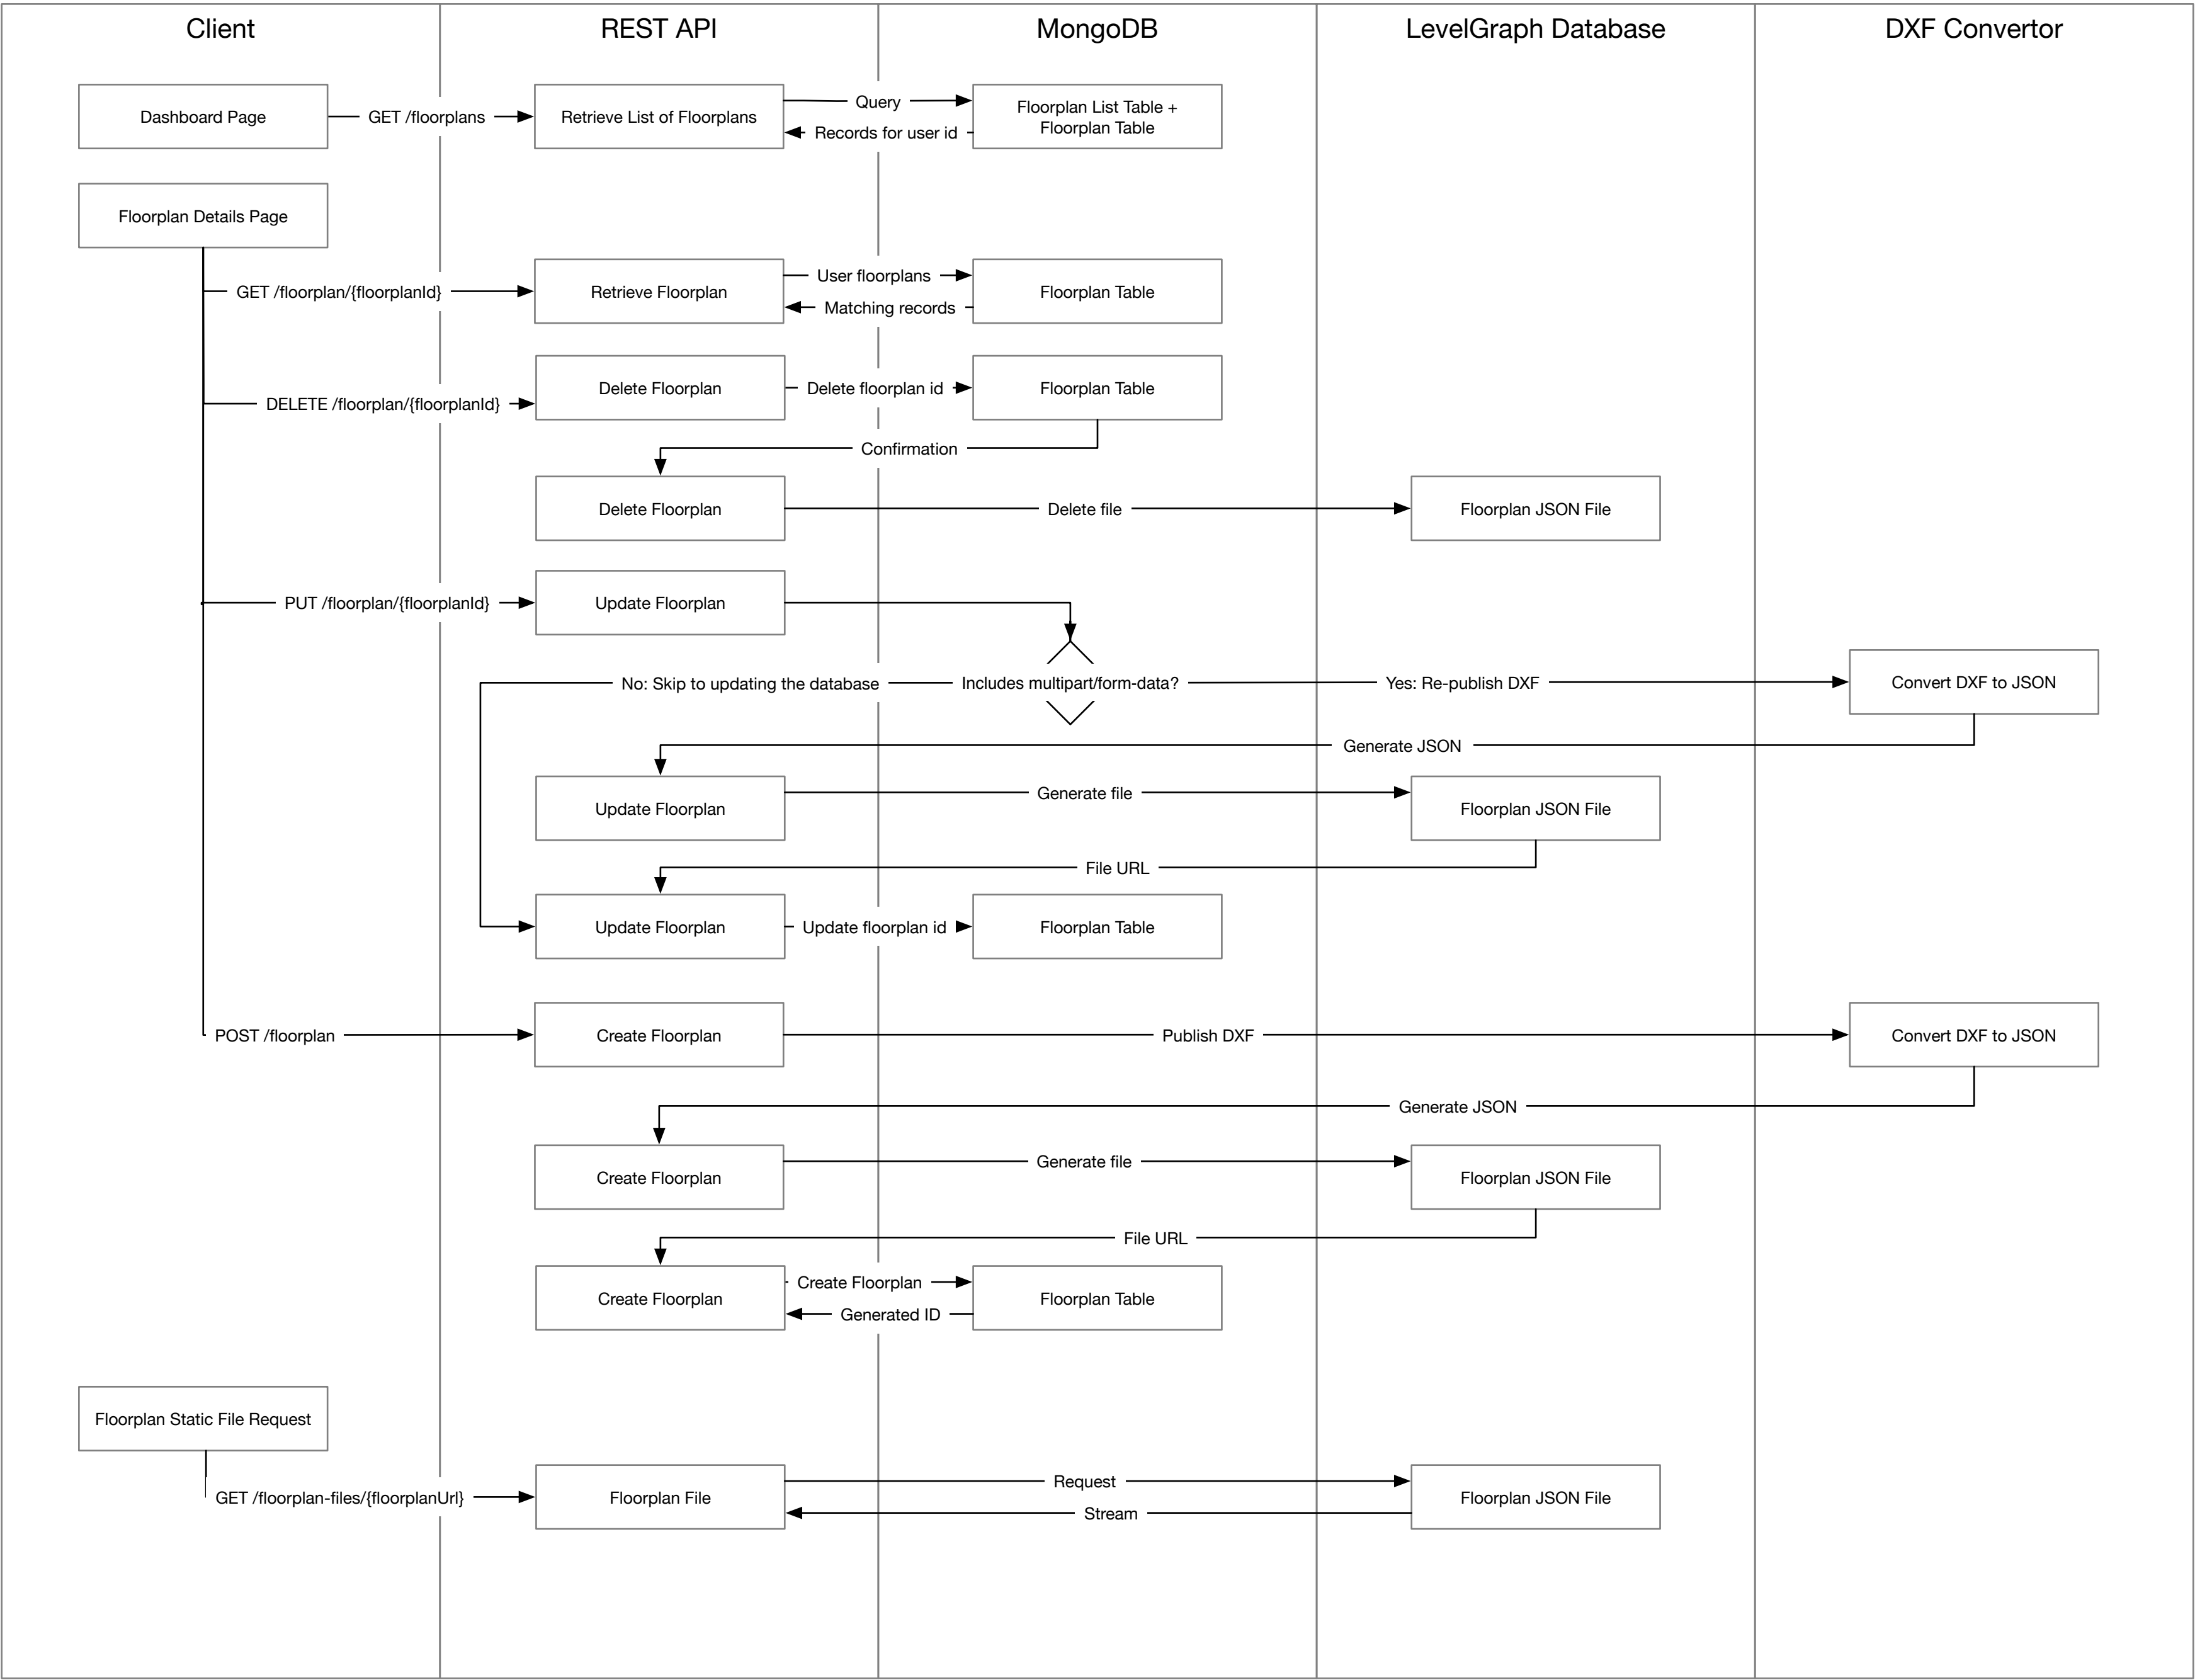 Client
REST API
MongoDB
LevelGraph Database
DXF Convertor
Dashboard Page
GET /floorplans
Retrieve List of Floorplans
Query
Records for user id
Floorplan List Table +
Floorplan Table
Floorplan Details Page
GET /floorplan/{floorplanId}
Retrieve Floorplan
User floorplans
Matching records
Floorplan Table
DELETE /floorplan/{floorplanId}
Delete Floorplan
Delete floorplan id
Floorplan Table
Confirmation
Delete Floorplan
Delete file
Floorplan JSON File
PUT /floorplan/{floorplanId}
Update Floorplan
No: Skip to updating the database
Includes multipart/form-data?
Yes: Re-publish DXF
Convert DXF to JSON
Generate JSON
Update Floorplan
Generate file
Floorplan JSON File
File URL
Update Floorplan
Update floorplan id
Floorplan Table
POST /floorplan
Create Floorplan
Publish DXF
Convert DXF to JSON
Generate JSON
Create Floorplan
Generate file
Floorplan JSON File
File URL
Create Floorplan
Create Floorplan
Generated ID
Floorplan Table
Floorplan Static File Request
GET /floorplan-files/{floorplanUrl}
Floorplan File
Request
Stream
Floorplan JSON File